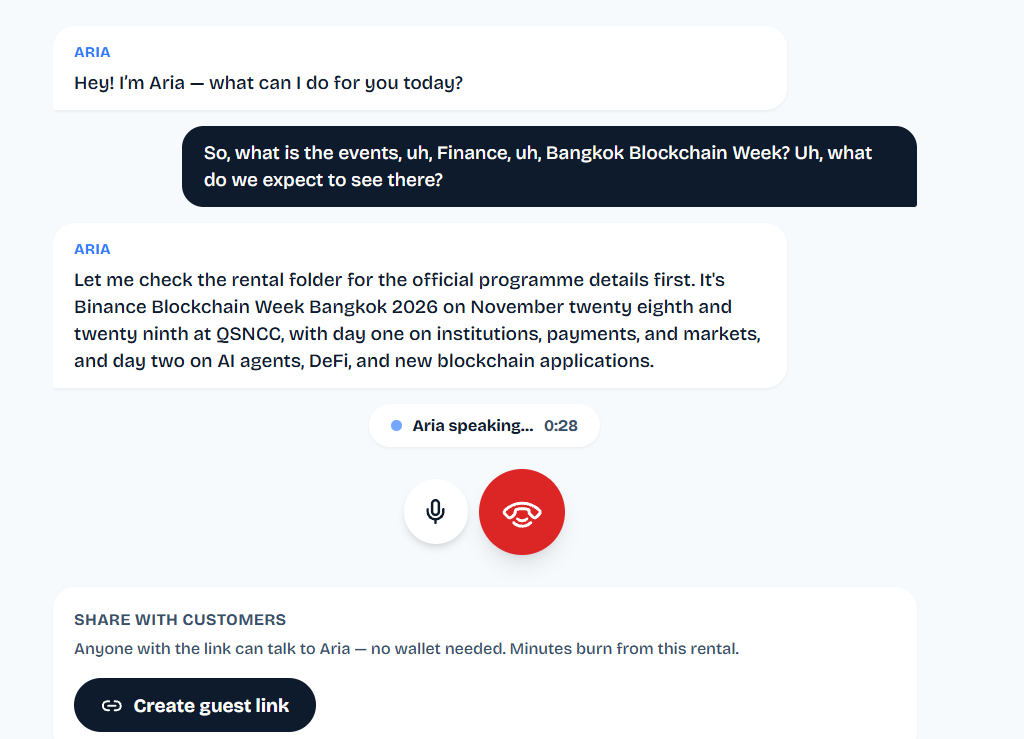 ARIA
Hey! I'm Aria — what can I do for you today?
So, what is the events, uh, Finance, uh, Bangkok Blockchain Week? Uh, what
do we expect to see there?
ARIA
Let me check the rental folder for the official programme details first. It's
Binance Blockchain Week Bangkok 2026 on November twenty eighth and
twenty ninth at QSNCC, with day one on institutions, payments, and markets,
and day two on AI agents, DeFi, and new blockchain applications.
Aria speaking... 0:28
SHARE WITH CUSTOMERS
Anyone with the link can talk to Aria — no wallet needed. Minutes burn from this rental.
Create guest link